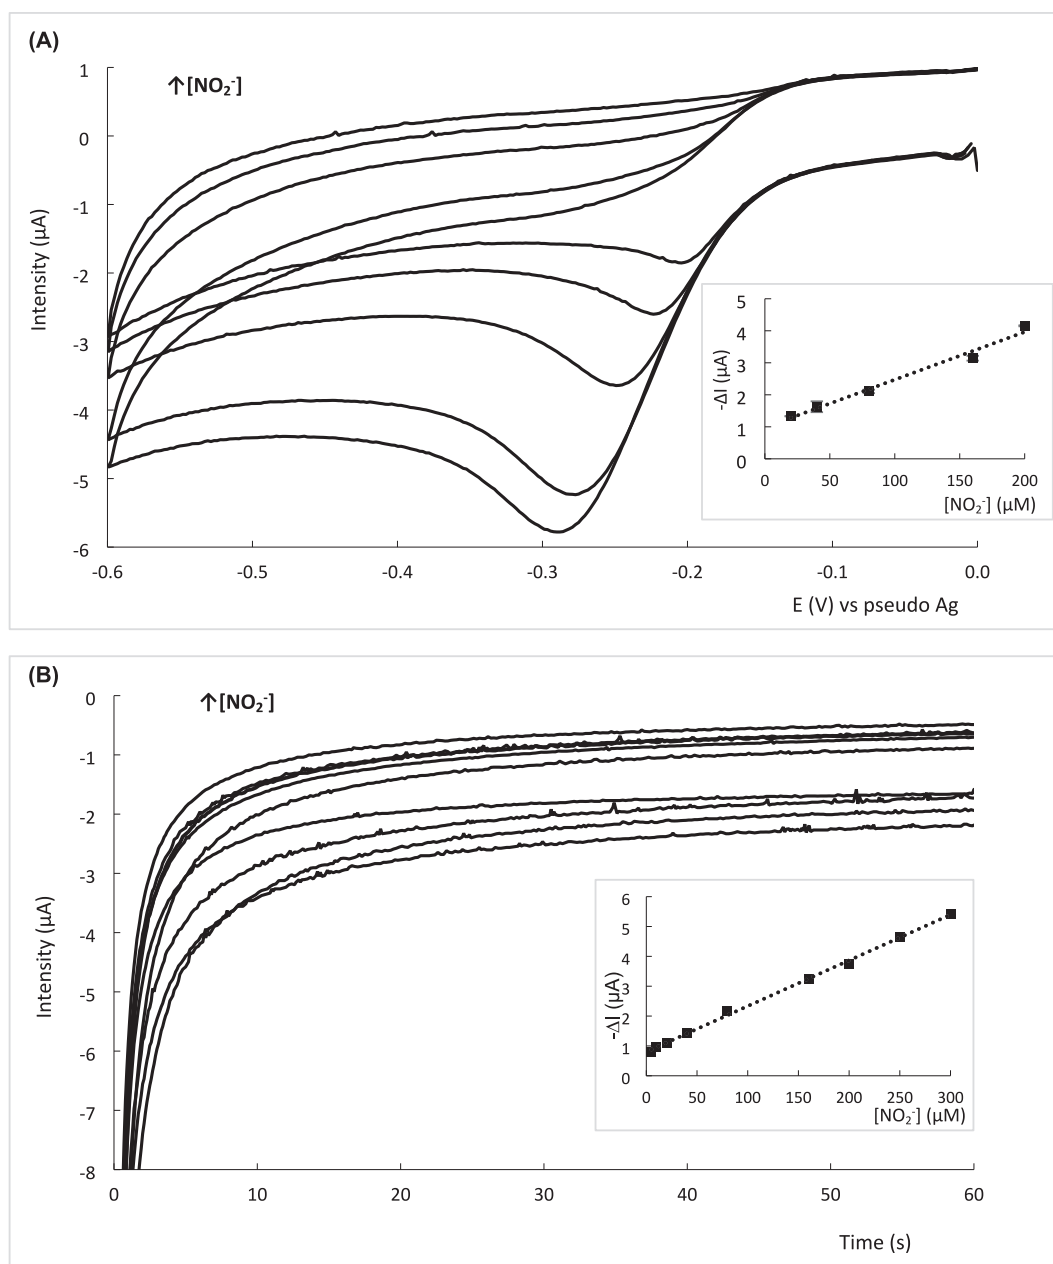 (A)
↑[NO₂⁻]
1
0
-1
-2
-3
-4
-5
-6
Intensity (μA)
-0.6 -0.5 -0.4 -0.3 -0.2 -0.1 0.0
E (V) vs pseudo Ag
5
4
3
2
1
0
-ΔI (μA)
0 50 100 150 200
[NO₂⁻] (μM)
(B)
↑[NO₂⁻]
0
-1
-2
-3
-4
-5
-6
-7
-8
Intensity (μA)
0 10 20 30 40 50 60
Time (s)
6
5
4
3
2
1
0
-ΔI (μA)
0 50 100 150 200 250 300
[NO₂⁻] (μM)